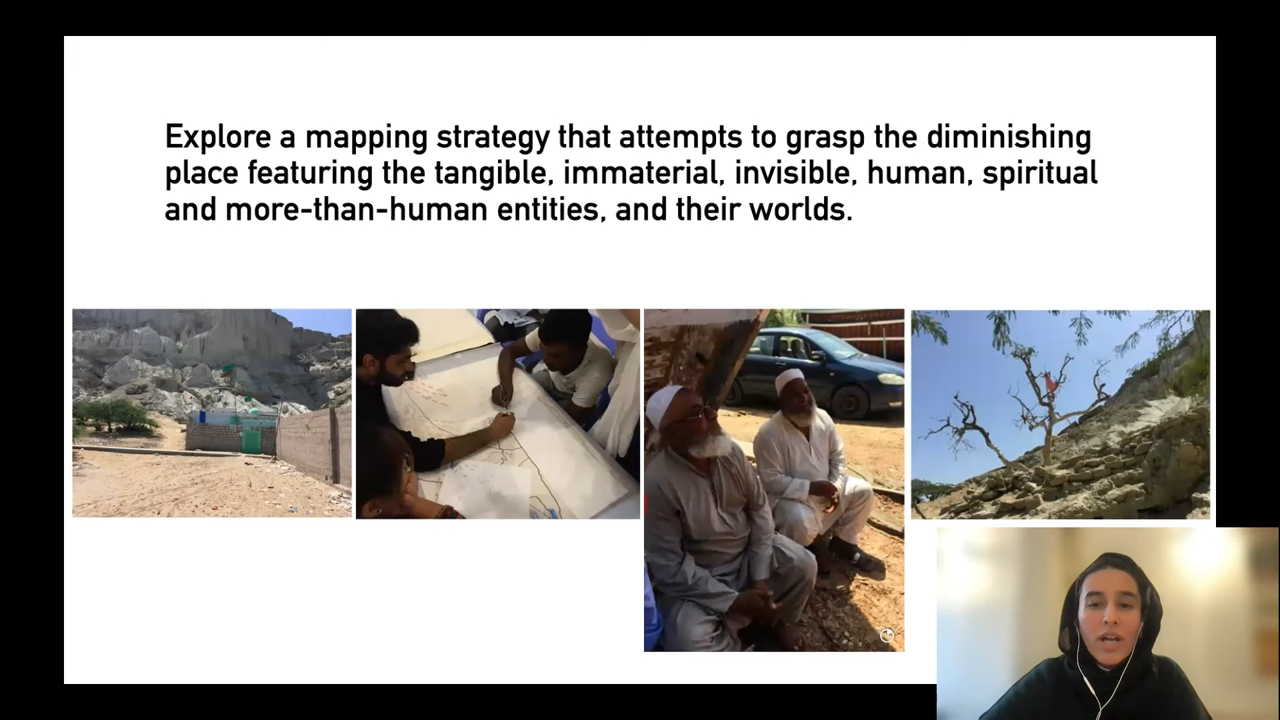 Explore a mapping strategy that attempts to grasp the diminishing
place featuring the tangible, immaterial, invisible, human, spiritual
and more-than-human entities, and their worlds.